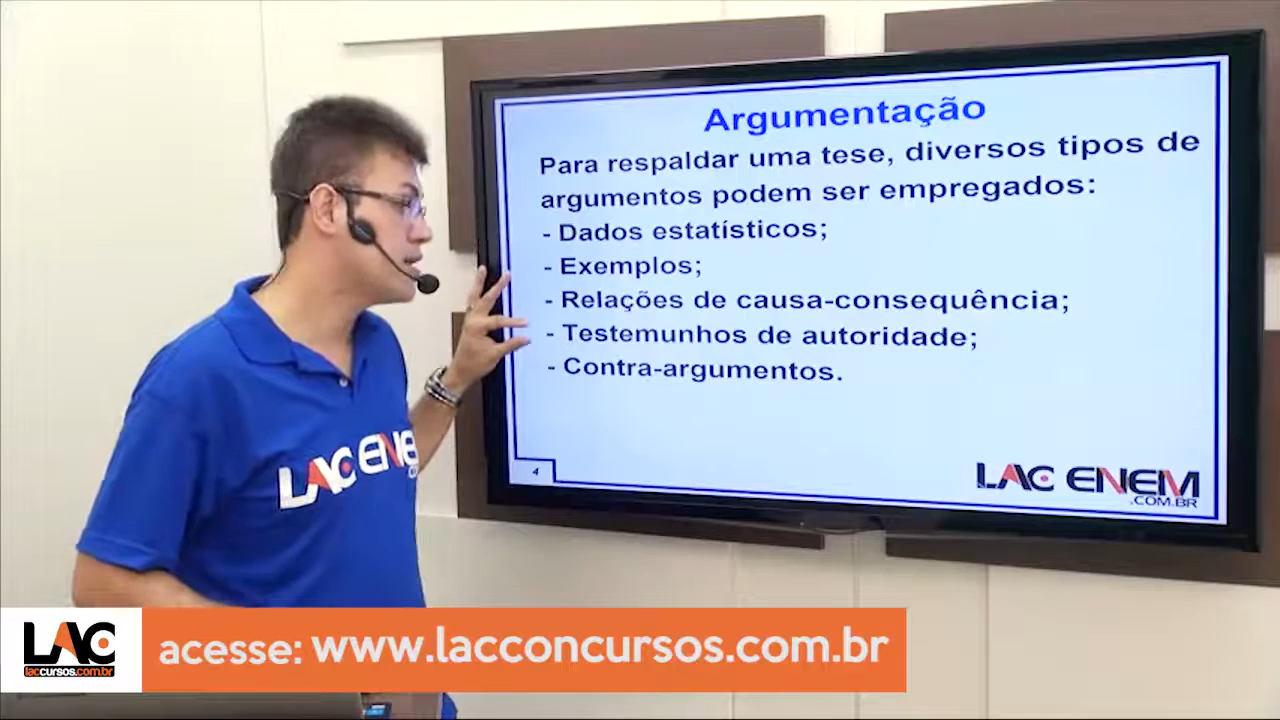 Argumentação
Para respaldar uma tese, diversos tipos de
argumentos podem ser empregados:
- Dados estatísticos;
- Exemplos;
- Relações de causa-consequência;
- Testemunhos de autoridade;
- Contra-argumentos.
4
LAC ENEM
.COM.BR
LAC ENEM
LAC
laccursos.com.br
acesse: www.lacconcursos.com.br